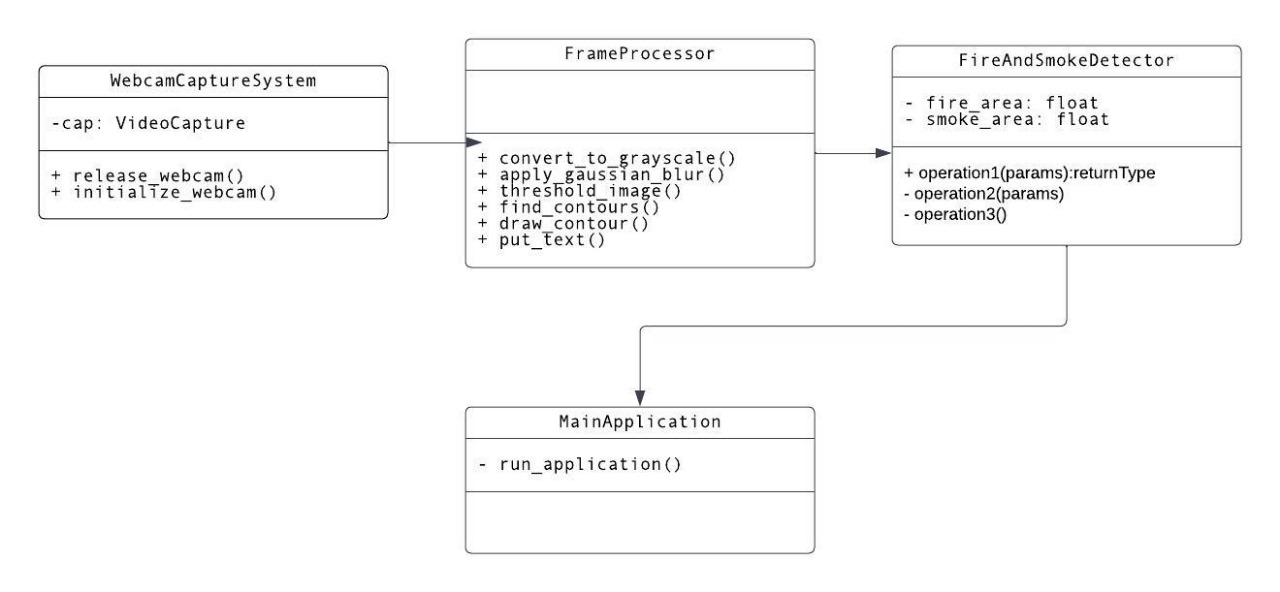 WebcamCaptureSystem
-cap: VideoCapture
+ release_webcam()
+ initialize_webcam()
FrameProcessor
+ convert_to_grayscale()
+ apply_gaussian_blur()
+ threshold_image()
+ find_contours()
+ draw_contour()
+ put_text()
FireAndSmokeDetector
- fire_area: float
- smoke_area: float
+ operation1(params):returnType
- operation2(params)
- operation3()
MainApplication
- run_application()